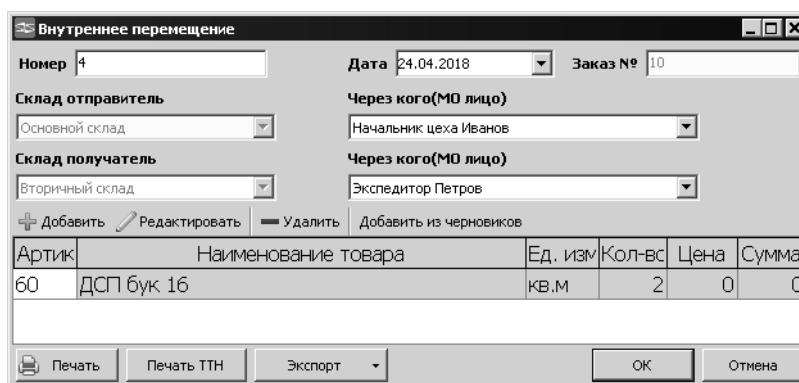 Внутреннее перемещение
Номер 4 Дата 24.04.2018 Заказ № 10
Склад отправитель Через кого(МО лицо)
Основной склад Начальник цеха Иванов
Склад получатель Через кого(МО лицо)
Вторичный склад Экспедитор Петров
Добавить Редактировать Удалить Добавить из черновиков
Артик Наименование товара Ед. изм Кол-вс Цена Сумма
60 ДСП бук 16 кв.м 2 0 0
Печать Печать ТТН Экспорт ОК Отмена